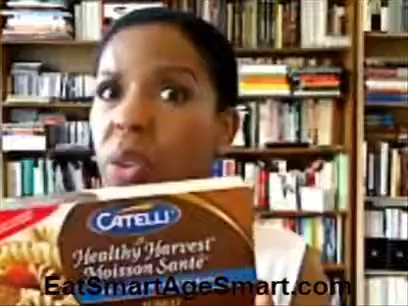 CATELLI
Healthy Harvest
Moisson Santé
EatSmartAgeSmart.com